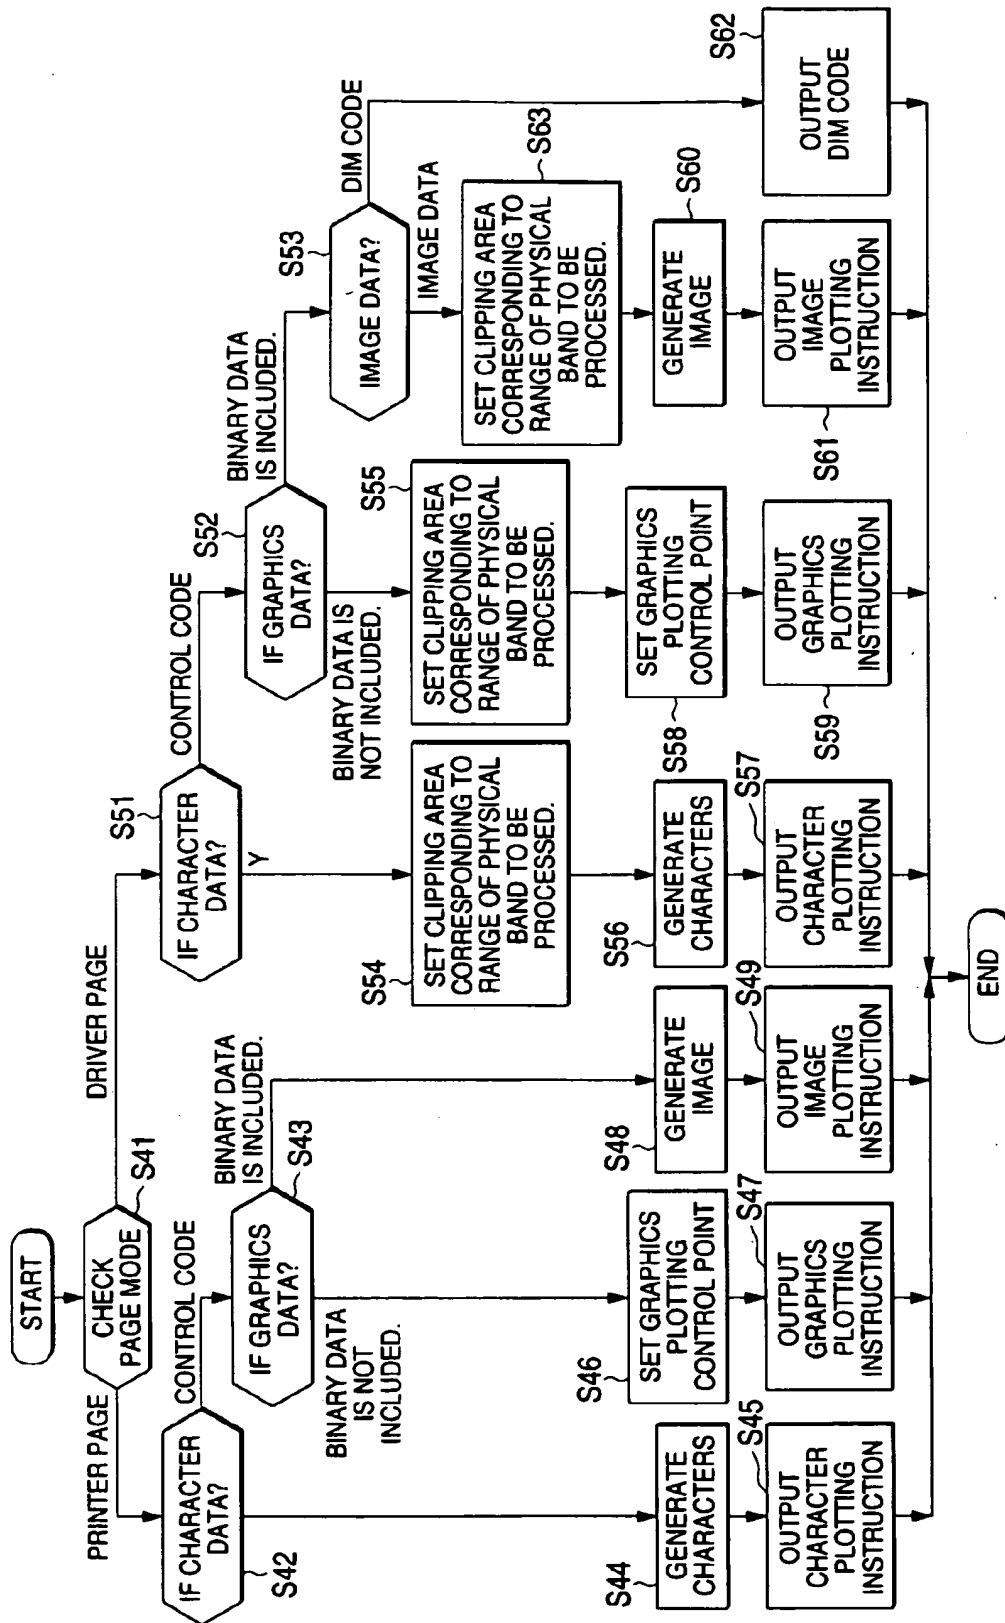 START
CHECK
PAGE MODE
S41
PRINTER PAGE
DRIVER PAGE
IF CHARACTER
DATA?
S42
CONTROL CODE
IF GRAPHICS
DATA?
S43
BINARY DATA
IS INCLUDED.
BINARY DATA
IS NOT
INCLUDED.
S44
GENERATE
CHARACTERS
S45
OUTPUT
CHARACTER
PLOTTING
INSTRUCTION
S46
SET GRAPHICS
PLOTTING
CONTROL POINT
S47
OUTPUT
GRAPHICS
PLOTTING
INSTRUCTION
S48
GENERATE
IMAGE
S49
OUTPUT
IMAGE
PLOTTING
INSTRUCTION
S51
IF CHARACTER
DATA?
Y
CONTROL CODE
S54
SET CLIPPING AREA
CORRESPONDING TO
RANGE OF PHYSICAL
BAND TO BE
PROCESSED.
S56
GENERATE
CHARACTERS
S57
OUTPUT
CHARACTER
PLOTTING
INSTRUCTION
S52
IF GRAPHICS
DATA?
BINARY DATA
IS INCLUDED.
BINARY DATA IS
NOT INCLUDED.
S55
SET CLIPPING AREA
CORRESPONDING TO
RANGE OF PHYSICAL
BAND TO BE
PROCESSED.
S58
SET GRAPHICS
PLOTTING
CONTROL POINT
S59
OUTPUT
GRAPHICS
PLOTTING
INSTRUCTION
S53
IMAGE DATA?
DIM CODE
IMAGE DATA
S63
SET CLIPPING AREA
CORRESPONDING TO
RANGE OF PHYSICAL
BAND TO BE
PROCESSED.
S60
GENERATE
IMAGE
S61
OUTPUT
IMAGE
PLOTTING
INSTRUCTION
S62
OUTPUT
DIM CODE
END